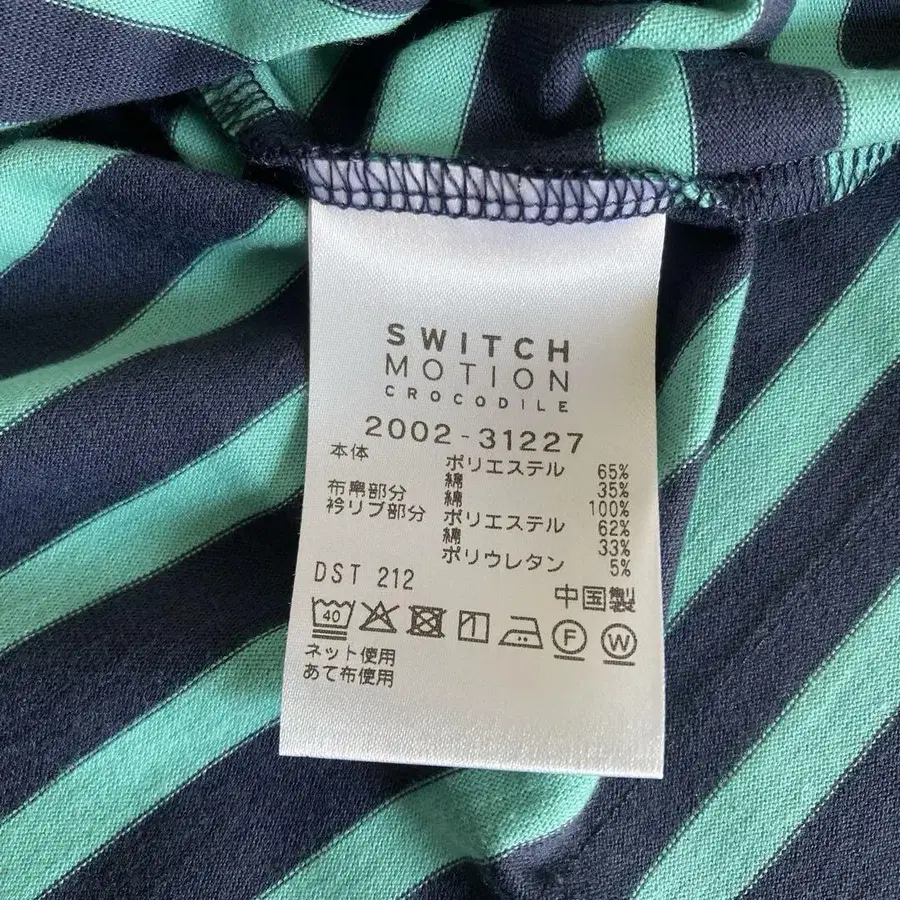 SWITCH
MOTION
CROCODILE
2002-31227
本体 ポリエステル 65%
綿 35%
布帛部分 綿 100%
衿リブ部分 ポリエステル 62%
綿 33%
ポリウレタン 5%
DST 212
中国製
40 F W
ネット使用
あて布使用